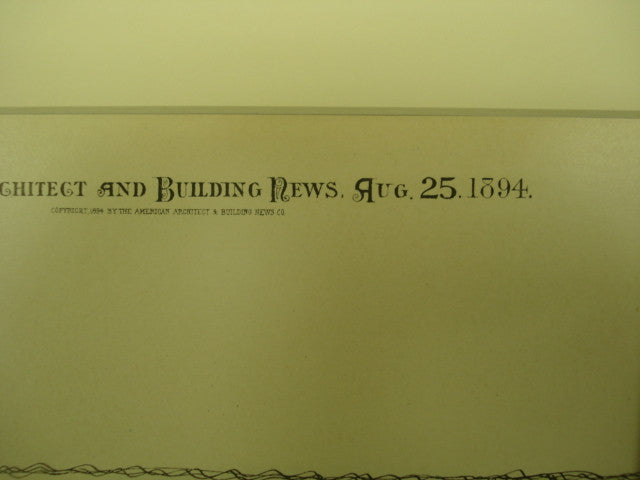 CHITECT AND BUILDING NEWS, AUG. 25. 1894.
COPYRIGHT, 1894 BY THE AMERICAN ARCHITECT & BUILDING NEWS CO.